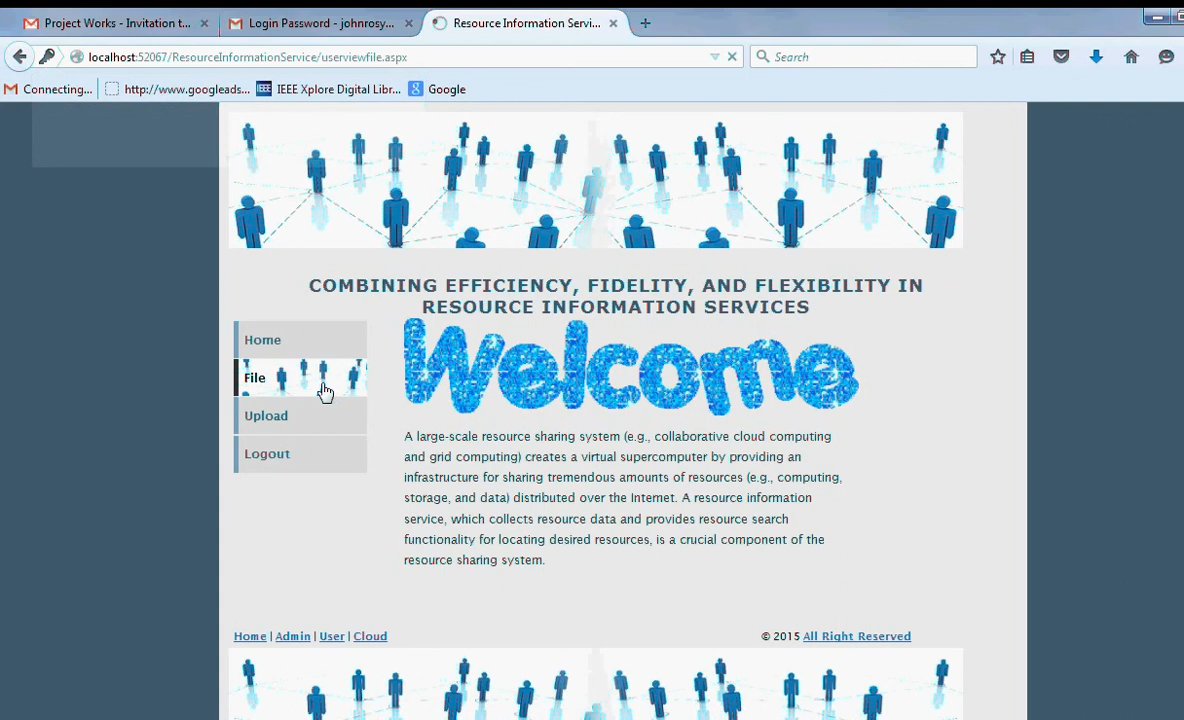 Project Works - Invitation t...
Login Password - johnrosy...
Resource Information Servi...
localhost:52067/ResourceInformationService/userviewfile.aspx
Search
Connecting...
http://www.googleads...
IEEE Xplore Digital Libr...
Google
COMBINING EFFICIENCY, FIDELITY, AND FLEXIBILITY IN
RESOURCE INFORMATION SERVICES
Home
File
Upload
Logout
Welcome
A large-scale resource sharing system (e.g., collaborative cloud computing
and grid computing) creates a virtual supercomputer by providing an
infrastructure for sharing tremendous amounts of resources (e.g., computing,
storage, and data) distributed over the Internet. A resource information
service, which collects resource data and provides resource search
functionality for locating desired resources, is a crucial component of the
resource sharing system.
Home | Admin | User | Cloud
© 2015 All Right Reserved